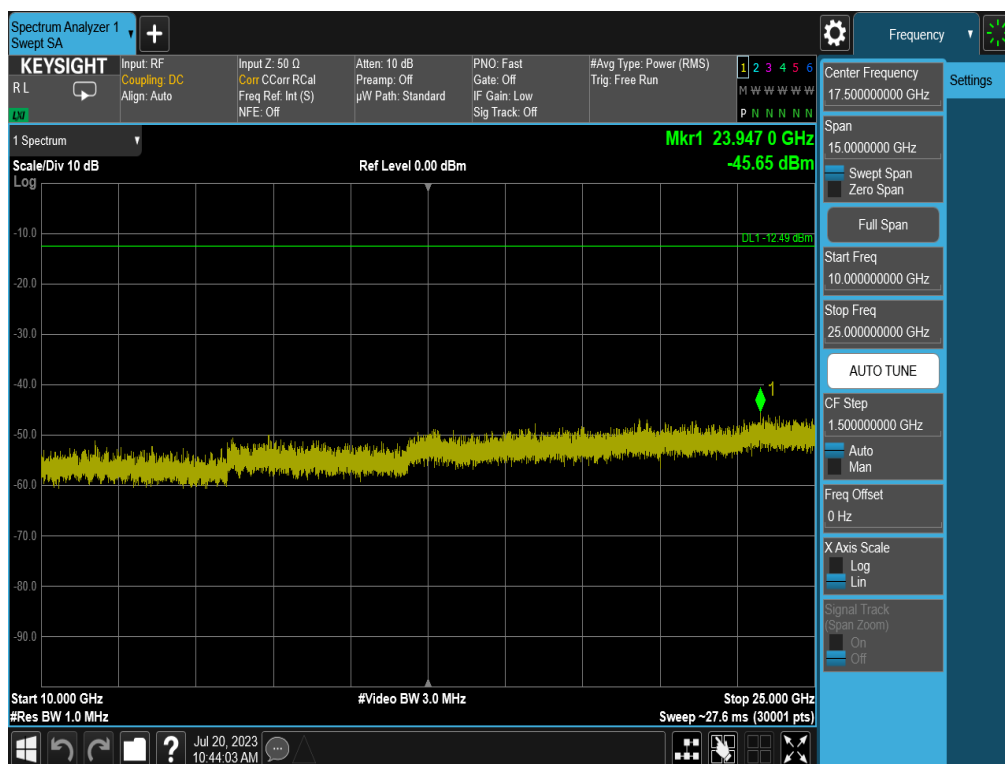 Spectrum Analyzer 1
Swept SA
Frequency
KEYSIGHT
R L
LXI
Input: RF
Coupling: DC
Align: Auto
Input Z: 50 Ω
Corr CCorr RCal
Freq Ref: Int (S)
NFE: Off
Atten: 10 dB
Preamp: Off
µW Path: Standard
PNO: Fast
Gate: Off
IF Gain: Low
Sig Track: Off
#Avg Type: Power (RMS)
Trig: Free Run
1 2 3 4 5 6
M W W W W W
P N N N N N
Center Frequency
17.500000000 GHz
Settings
1 Spectrum
Mkr1 23.947 0 GHz
-45.65 dBm
Scale/Div 10 dB
Ref Level 0.00 dBm
Log
DL1 -12.49 dBm
-10.0
-20.0
-30.0
-40.0
-50.0
-60.0
-70.0
-80.0
-90.0
1
Span
15.0000000 GHz
Swept Span
Zero Span
Full Span
Start Freq
10.000000000 GHz
Stop Freq
25.000000000 GHz
AUTO TUNE
CF Step
1.500000000 GHz
Auto
Man
Freq Offset
0 Hz
X Axis Scale
Log
Lin
Signal Track
(Span Zoom)
On
Off
Start 10.000 GHz
#Video BW 3.0 MHz
Stop 25.000 GHz
#Res BW 1.0 MHz
Sweep ~27.6 ms (30001 pts)
Jul 20, 2023
10:44:03 AM